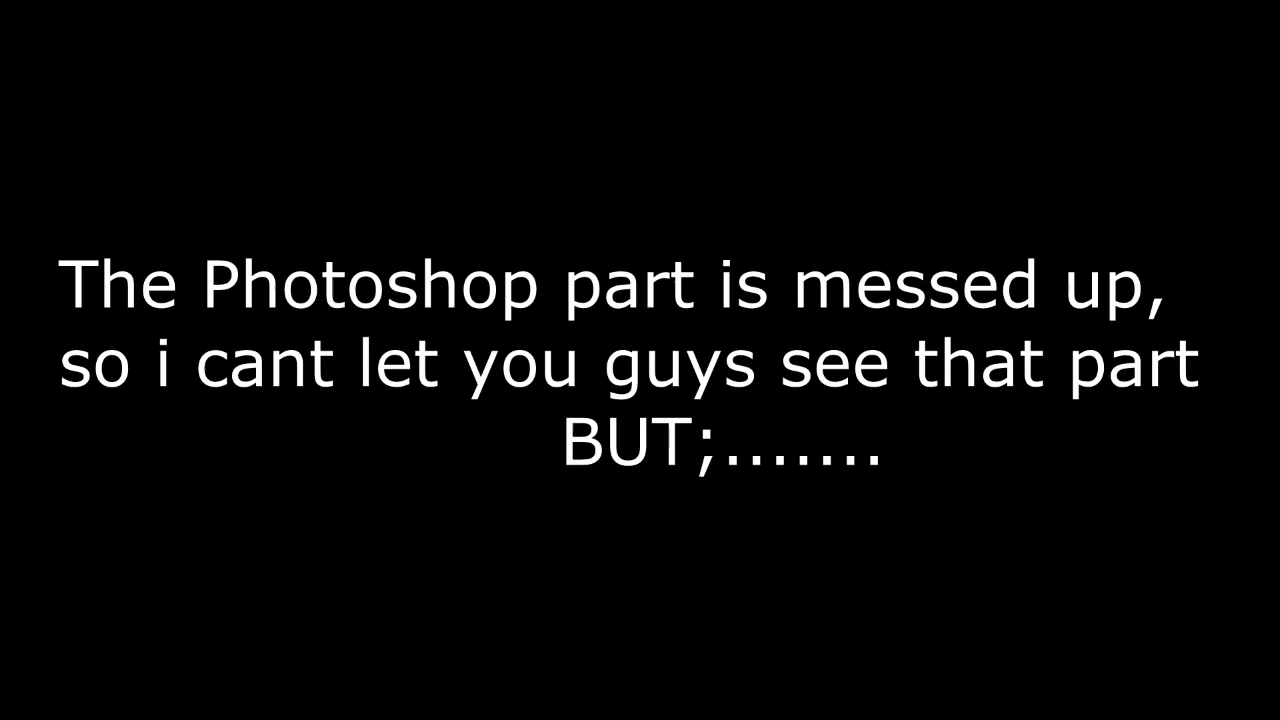 The Photoshop part is messed up,
so i cant let you guys see that part
BUT;.......